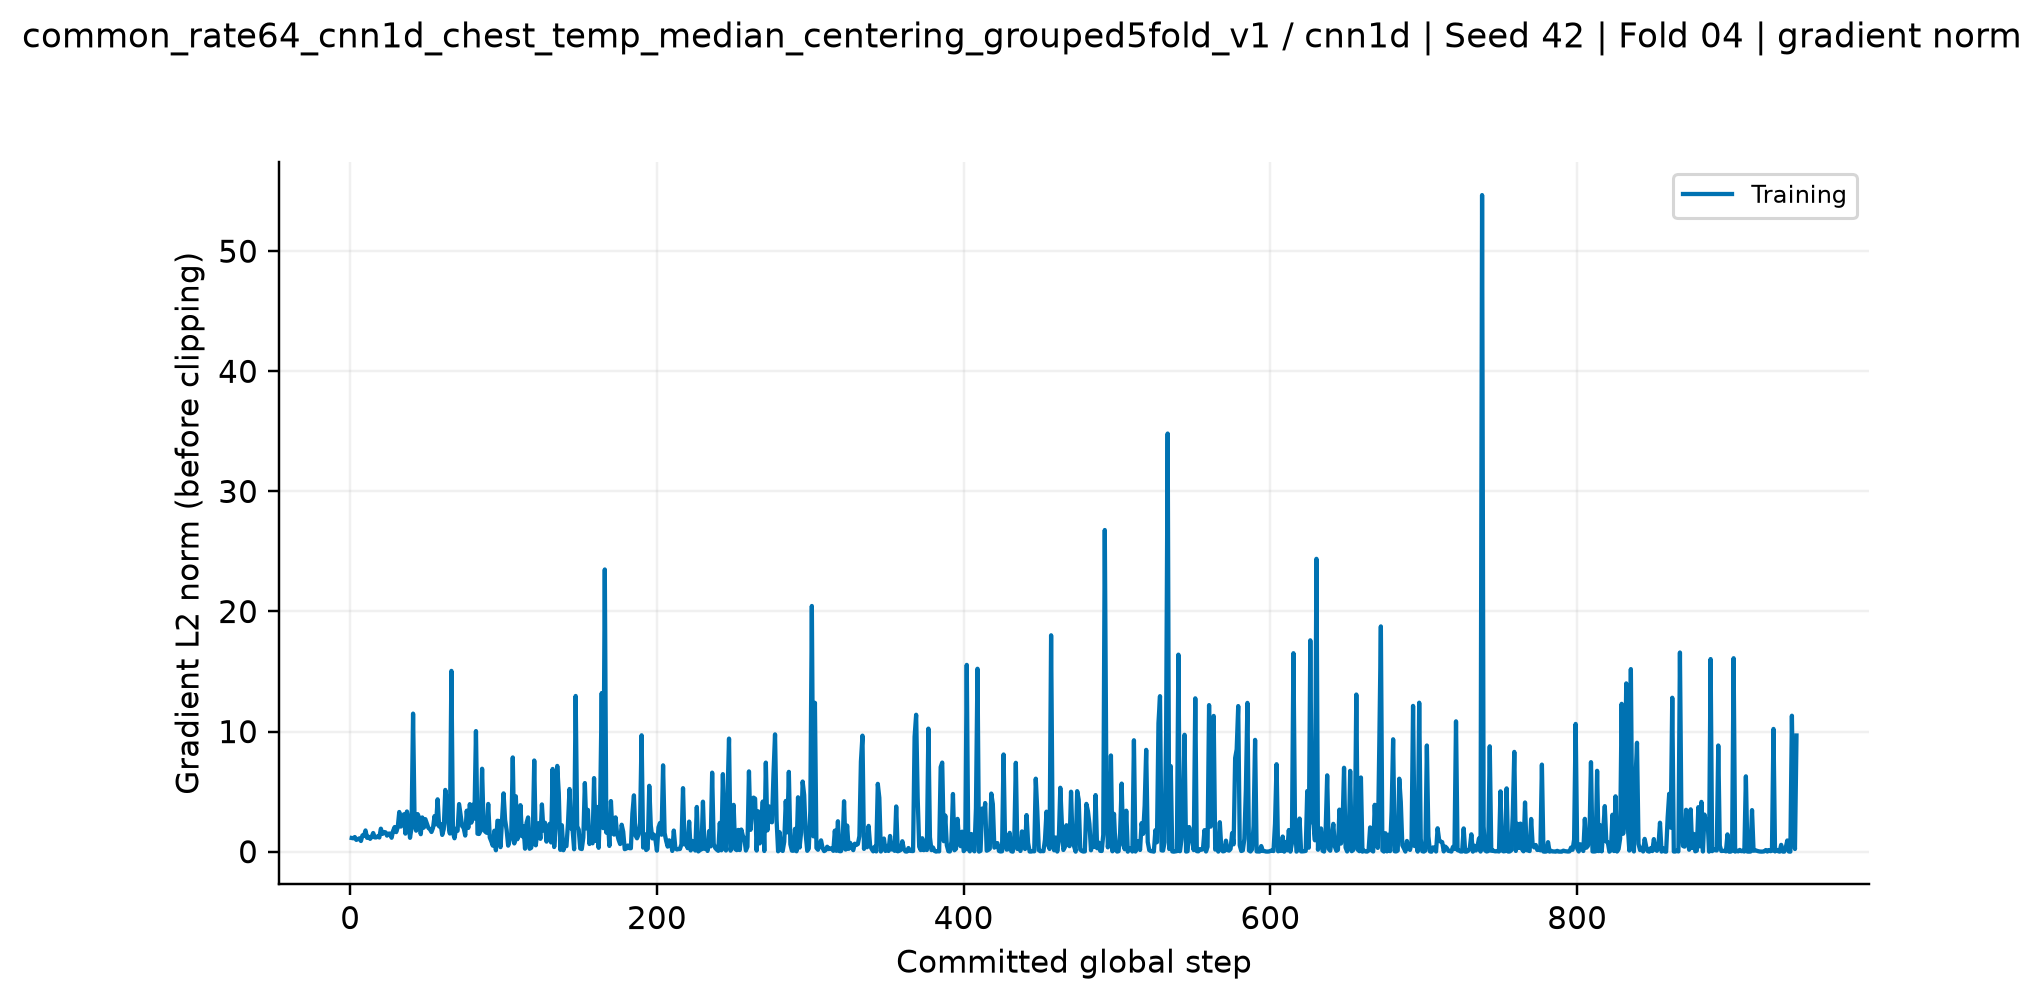 common_rate64_cnn1d_chest_temp_median_centering_grouped5fold_v1 / cnn1d | Seed 42 | Fold 04 | gradient norm
Training
Gradient L2 norm (before clipping)
50
40
30
20
10
0
0 200 400 600 800
Committed global step